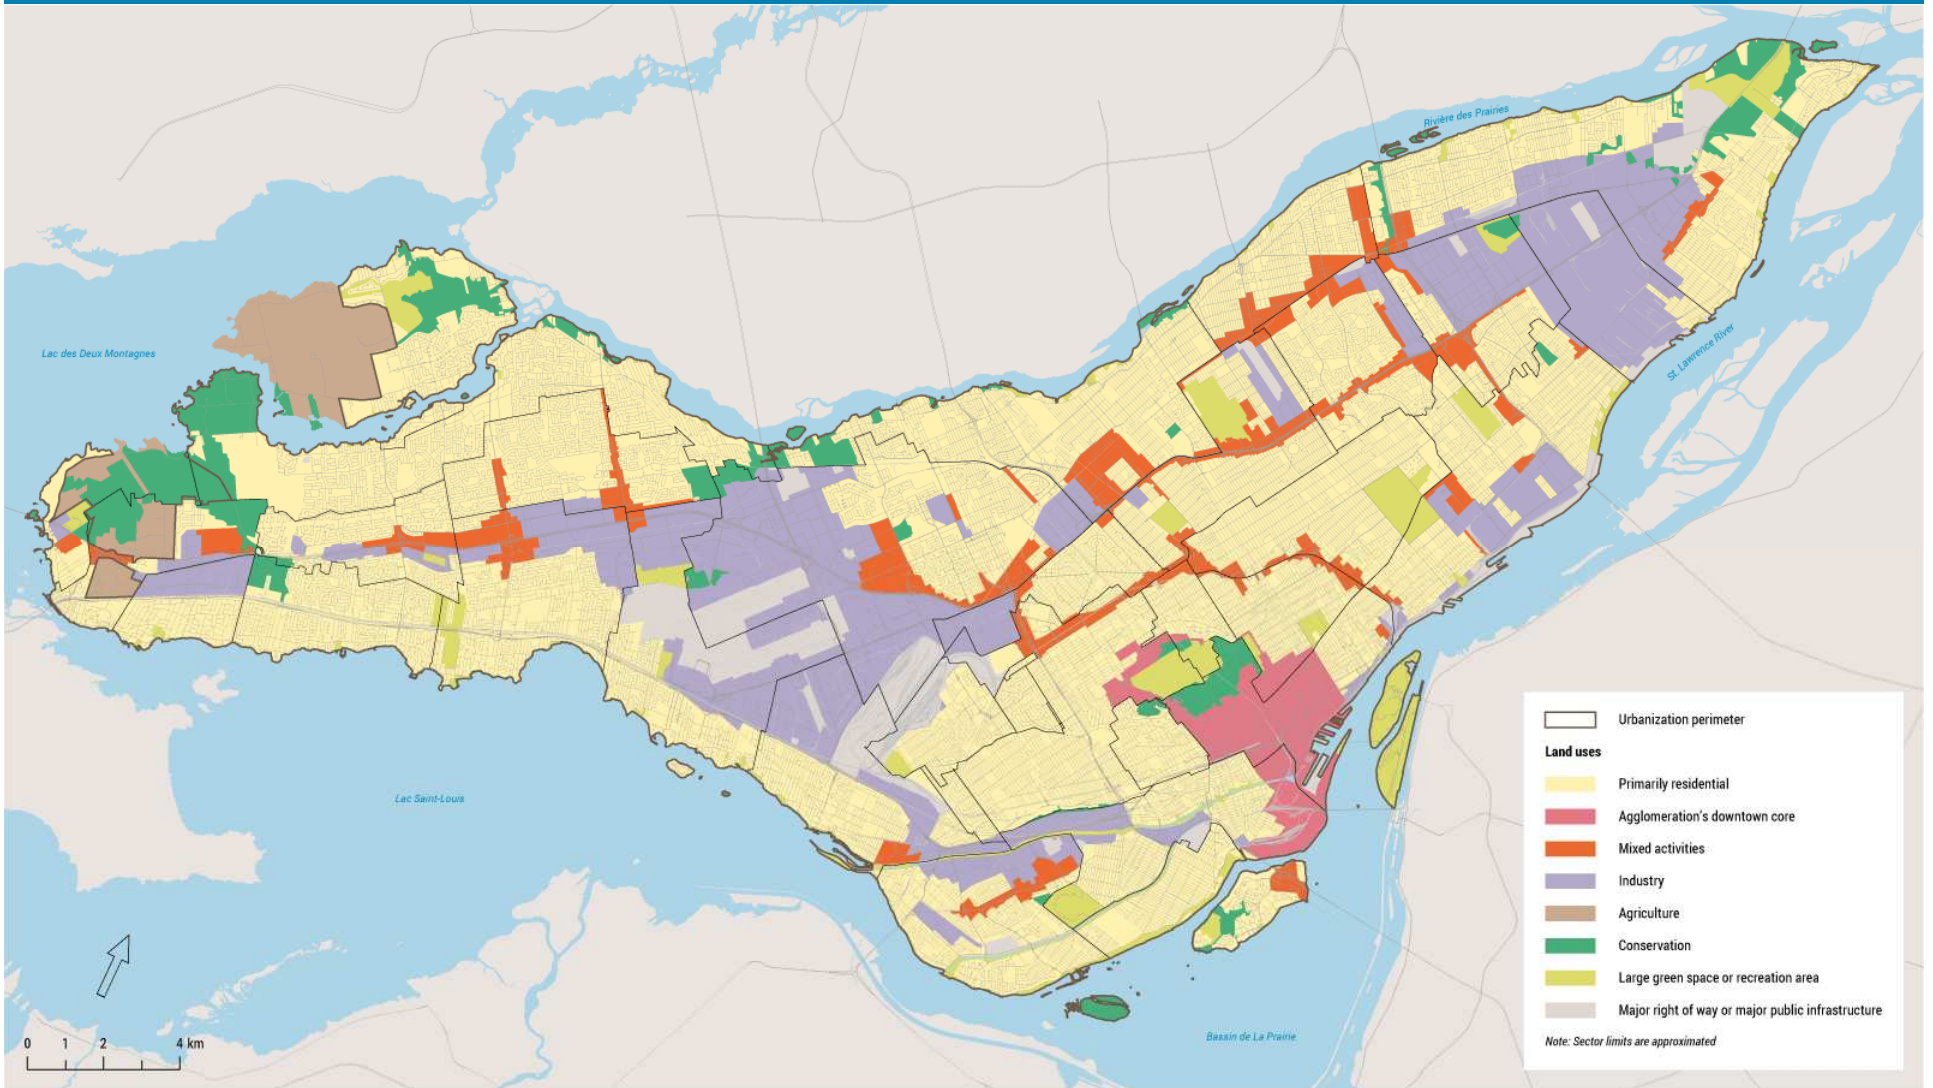 Rivière des Prairies
Lac des Deux Montagnes
St. Lawrence River
Lac Saint-Louis
Bassin de La Prairie
0 1 2 4 km
Urbanization perimeter
Land uses
Primarily residential
Agglomeration's downtown core
Mixed activities
Industry
Agriculture
Conservation
Large green space or recreation area
Major right of way or major public infrastructure
Note: Sector limits are approximated